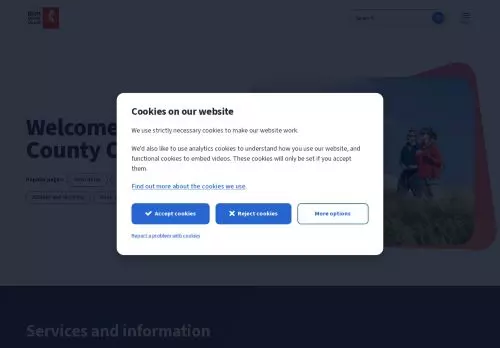 Welcome
County C
Cookies on our website
We use strictly necessary cookies to make our website work.
We'd also like to use analytics cookies to understand how you use our website, and
functional cookies to embed videos. These cookies will only be set if you accept
them.
Find out more about the cookies we use
Accept cookies
Reject cookies
More options
Report a problem with cookies
Services and information